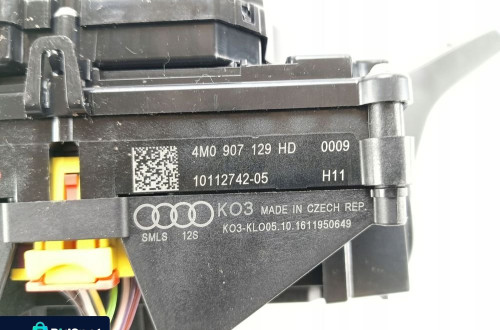 4M0 907 129 HD 0009
10112742-05 H11
KO3 MADE IN CZECH REP.
SMLS 12S
KO3-KLO05.10.1611950649